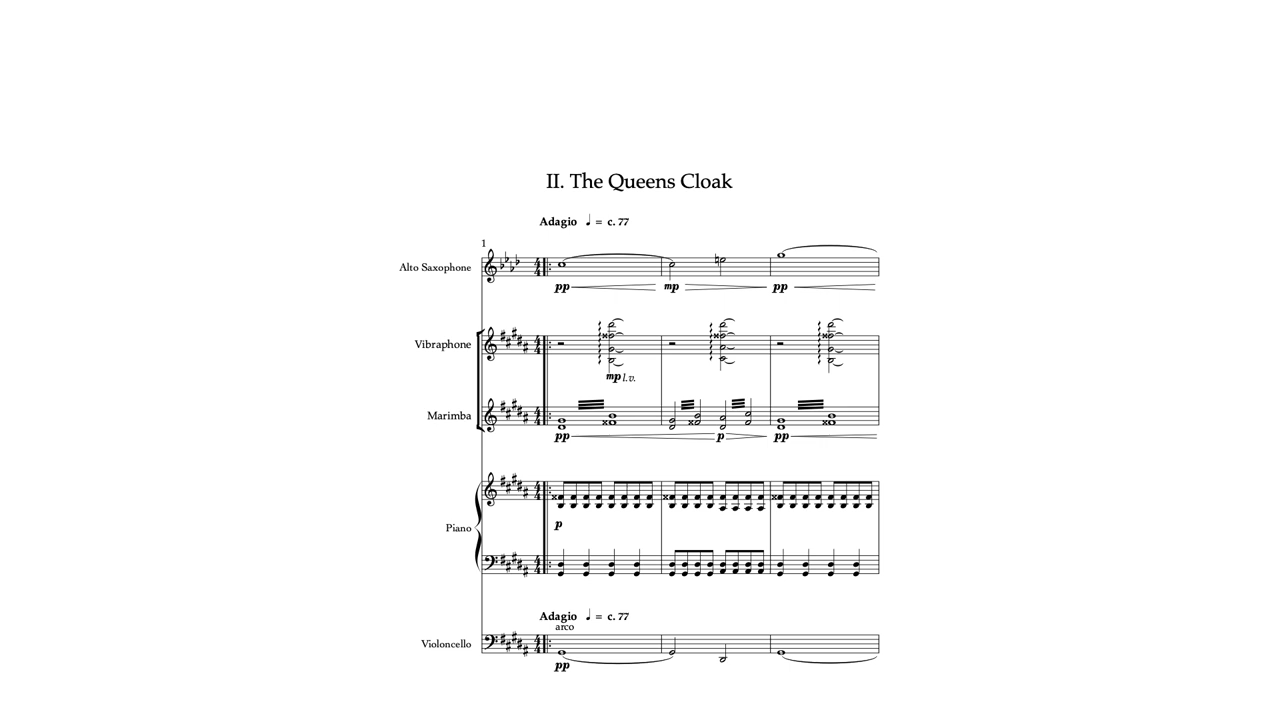 II. The Queens Cloak
Adagio ♩ = c. 77
1
Alto Saxophone
pp mp pp
Vibraphone
mp l.v.
Marimba
pp p pp
Piano
p
Adagio ♩ = c. 77
arco
Violoncello
pp